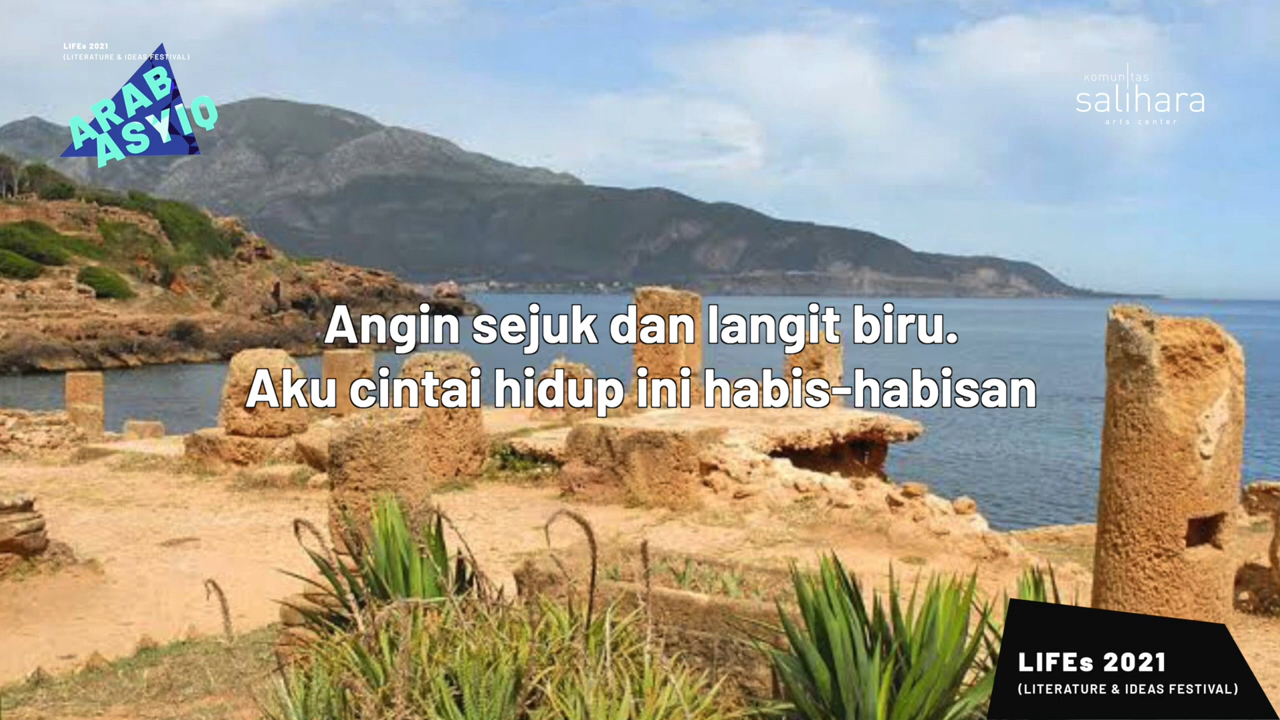 LIFEs 2021
(LITERATURE & IDEAS FESTIVAL)
ARAB
ASYIQ
komunitas
salihara
arts center
Angin sejuk dan langit biru.
Aku cintai hidup ini habis-habisan
LIFEs 2021
(LITERATURE & IDEAS FESTIVAL)